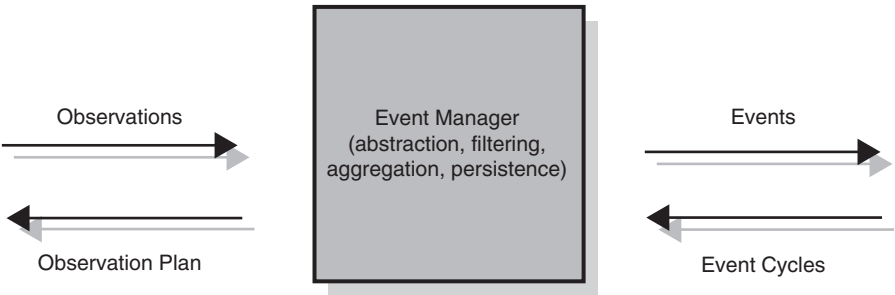 Observations
Observation Plan
Event Manager
(abstraction, filtering,
aggregation, persistence)
Events
Event Cycles